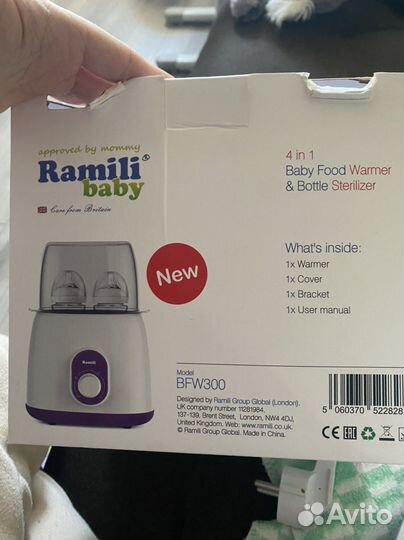 approved by mommy
Ramili®
baby
Care from Britain
4 in 1
Baby Food Warmer
& Bottle Sterilizer
What's inside:
1x Warmer
1x Cover
1x Bracket
1x User manual
New
Ramili
Model
BFW300
Designed by Ramili Group Global (London).
UK company number 11281984.
137-139, Brent Street, London, NW4 4DJ,
United Kingdom. Web: www.ramili.co.uk
© Ramili Group Global. Made in China.
5 060370 522828
CE EAC
Avito